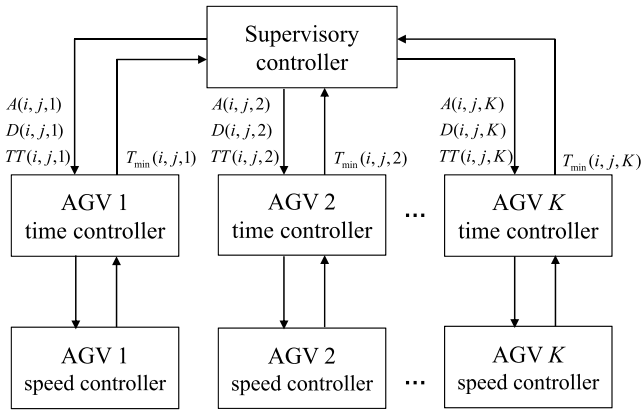 Supervisory
controller
A(i, j,1)
D(i, j,1)
TT(i, j,1)
T_min(i, j,1)
A(i, j,2)
D(i, j,2)
TT(i, j,2)
T_min(i, j,2)
A(i, j,K)
D(i, j,K)
TT(i, j,K)
T_min(i, j,K)
AGV 1
time controller
AGV 2
time controller
...
AGV K
time controller
AGV 1
speed controller
AGV 2
speed controller
...
AGV K
speed controller